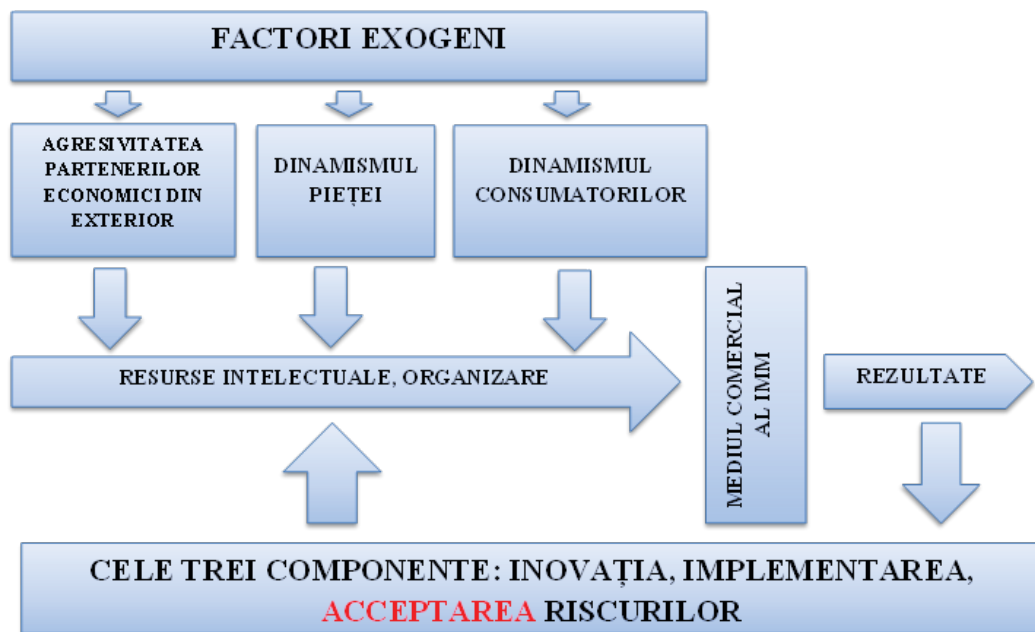 FACTORI EXOGENI
AGRESIVITATEA
PARTENERILOR
ECONOMICI DIN
EXTERIOR
DINAMISMUL
PIEȚEI
DINAMISMUL
CONSUMATORILOR
RESURSE INTELECTUALE, ORGANIZARE
MEDIUL COMERCIAL
AL IMM
REZULTATE
CELE TREI COMPONENTE: INOVAȚIA, IMPLEMENTAREA,
ACCEPTAREA RISCURILOR